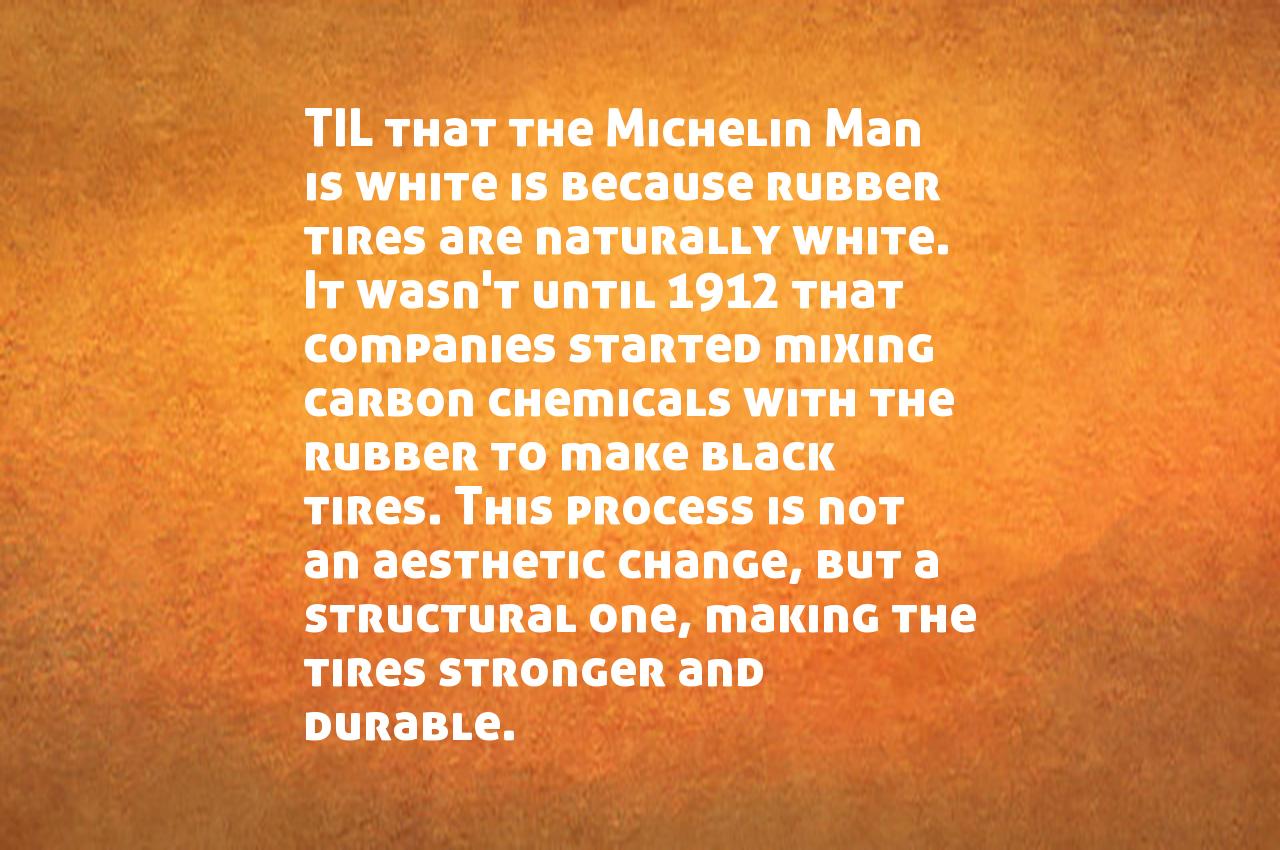 TIL that the Michelin Man
is white is because rubber
tires are naturally white.
It wasn't until 1912 that
companies started mixing
carbon chemicals with the
rubber to make black
tires. This process is not
an aesthetic change, but a
structural one, making the
tires stronger and
durable.